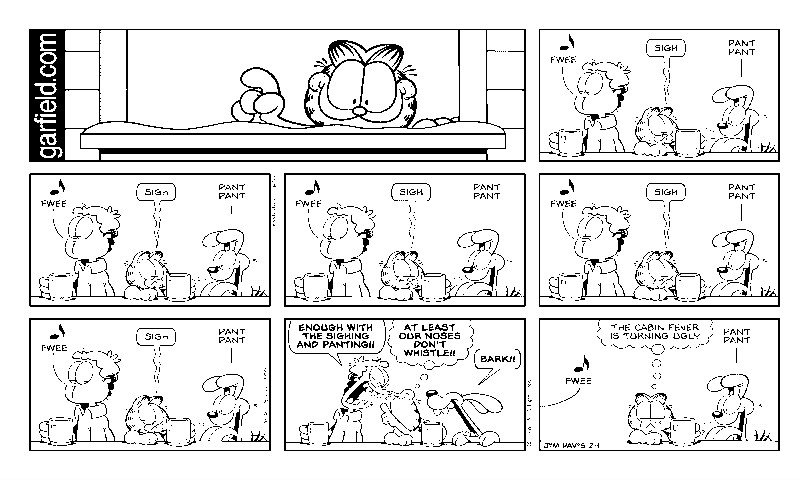 garfield.com
FWEE
SIGH
PANT
PANT
FWEE
SIGH
PANT
PANT
FWEE
SIGH
PANT
PANT
FWEE
SIGH
PANT
PANT
FWEE
SIGH
PANT
PANT
ENOUGH WITH
THE SIGHING
AND PANTING!!
AT LEAST
OUR NOSES
DON'T
WHISTLE!!
BARK!!
THE CABIN FEVER
IS TURNING UGLY
PANT
PANT
FWEE
JIM DAVIS 2-1